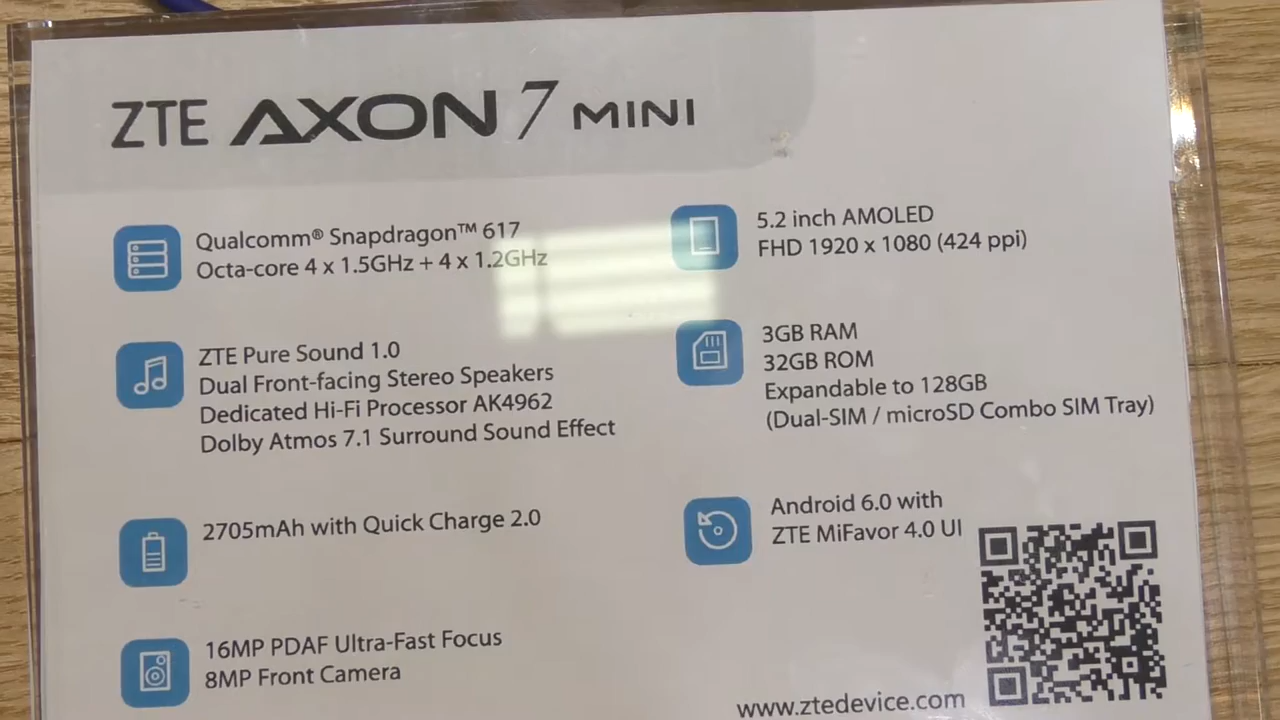 ZTE AXON 7 MINI
Qualcomm® Snapdragon™ 617
Octa-core 4 x 1.5GHz + 4 x 1.2GHz
ZTE Pure Sound 1.0
Dual Front-facing Stereo Speakers
Dedicated Hi-Fi Processor AK4962
Dolby Atmos 7.1 Surround Sound Effect
2705mAh with Quick Charge 2.0
16MP PDAF Ultra-Fast Focus
8MP Front Camera
5.2 inch AMOLED
FHD 1920 x 1080 (424 ppi)
3GB RAM
32GB ROM
Expandable to 128GB
(Dual-SIM / microSD Combo SIM Tray)
Android 6.0 with
ZTE MiFavor 4.0 UI
www.ztedevice.com